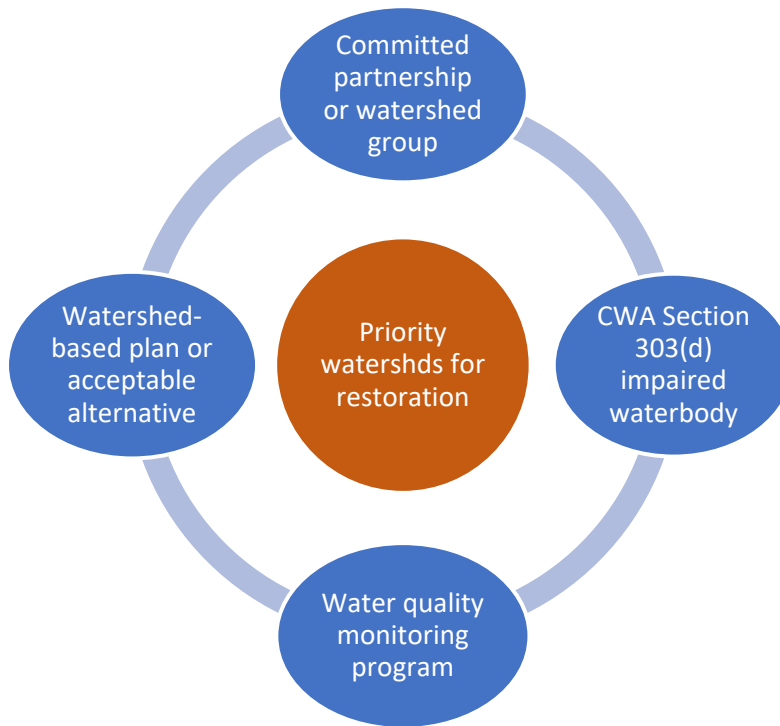 Committed
partnership
or watershed
group
Watershed-
based plan or
acceptable
alternative
Priority
watershds for
restoration
CWA Section
303(d)
impaired
waterbody
Water quality
monitoring
program